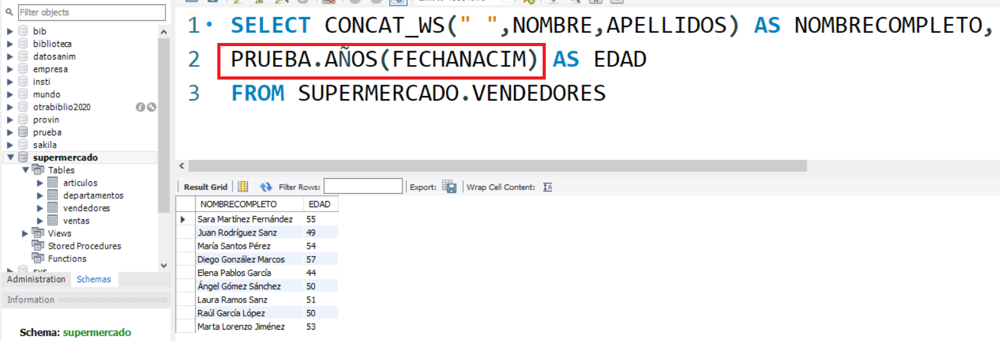 Filter objects
bib
biblioteca
datosanim
empresa
insti
mundo
otrabiblio2020
provin
prueba
sakila
supermercado
Tables
articulos
departamentos
vendedores
ventas
Views
Stored Procedures
Functions
sys
Administration Schemas
Information
Schema: supermercado
1 SELECT CONCAT_WS(" ",NOMBRE,APELLIDOS) AS NOMBRECOMPLETO,
2 PRUEBA.AÑOS(FECHANACIM) AS EDAD
3 FROM SUPERMERCADO.VENDEDORES
Result Grid Filter Rows: Export: Wrap Cell Content:
NOMBRECOMPLETO EDAD
Sara Martínez Fernández 55
Juan Rodríguez Sanz 49
María Santos Pérez 54
Diego González Marcos 57
Elena Pablos García 44
Ángel Gómez Sánchez 50
Laura Ramos Sanz 51
Raúl García López 50
Marta Lorenzo Jiménez 53